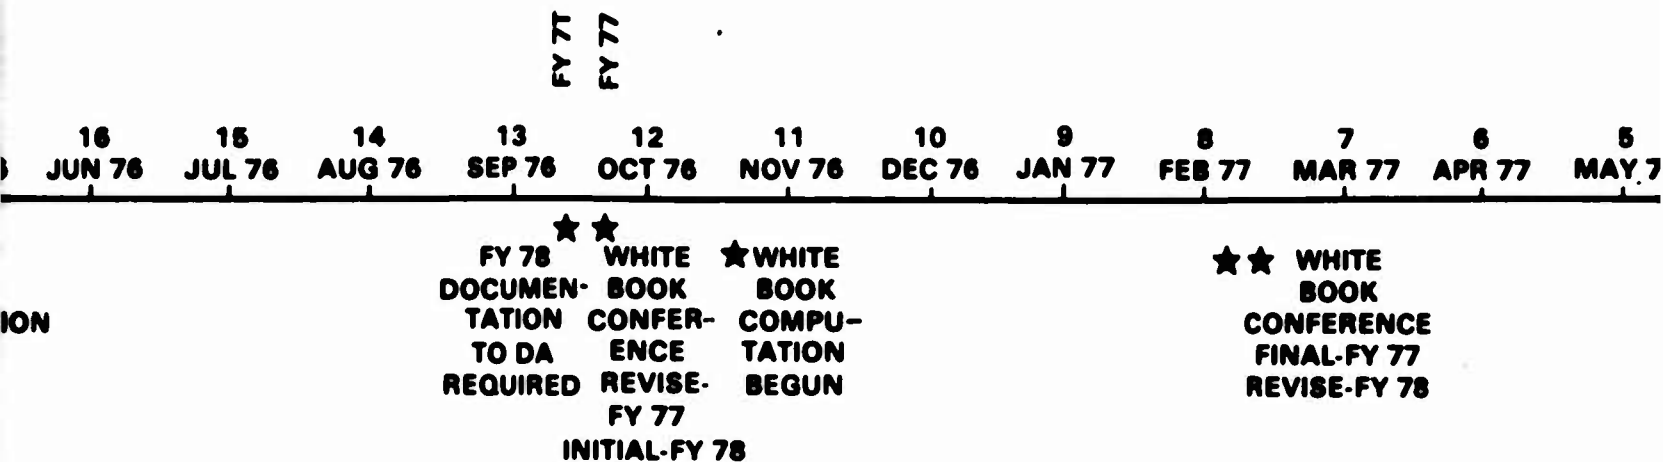 FY 7T
FY 77
16 15 14 13 12 11 10 9 8 7 6 5
JUN 76 JUL 76 AUG 76 SEP 76 OCT 76 NOV 76 DEC 76 JAN 77 FEB 77 MAR 77 APR 77 MAY 7
ION
FY 78
DOCUMEN-
TATION
TO DA
REQUIRED
WHITE
BOOK
CONFER-
ENCE
REVISE-
FY 77
INITIAL-FY 78
WHITE
BOOK
COMPU-
TATION
BEGUN
WHITE
BOOK
CONFERENCE
FINAL-FY 77
REVISE-FY 78